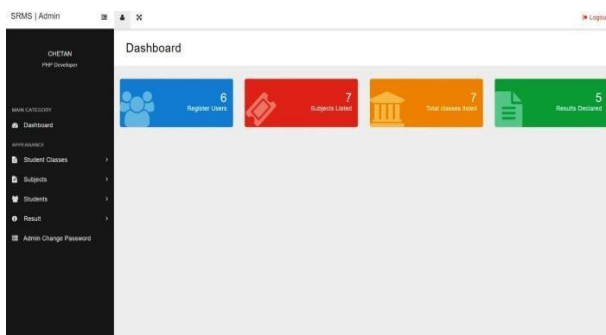 SRMS | Admin
Logou
CHETAN
PHP Developer
MAIN CATEGORY
Dashboard
APPEARANCE
Student Classes
Subjects
Students
Result
Admin Change Password
Dashboard
6
Register Users
7
Subjects Listed
7
Total classes listed
5
Results Declared